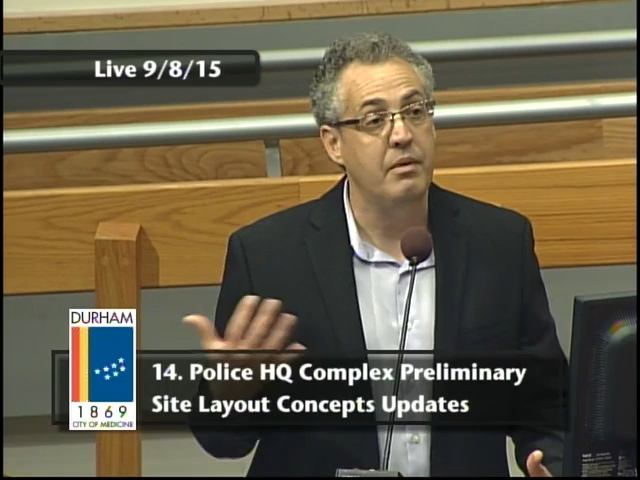 Live 9/8/15
DURHAM
1869
CITY OF MEDICINE
14. Police HQ Complex Preliminary
Site Layout Concepts Updates